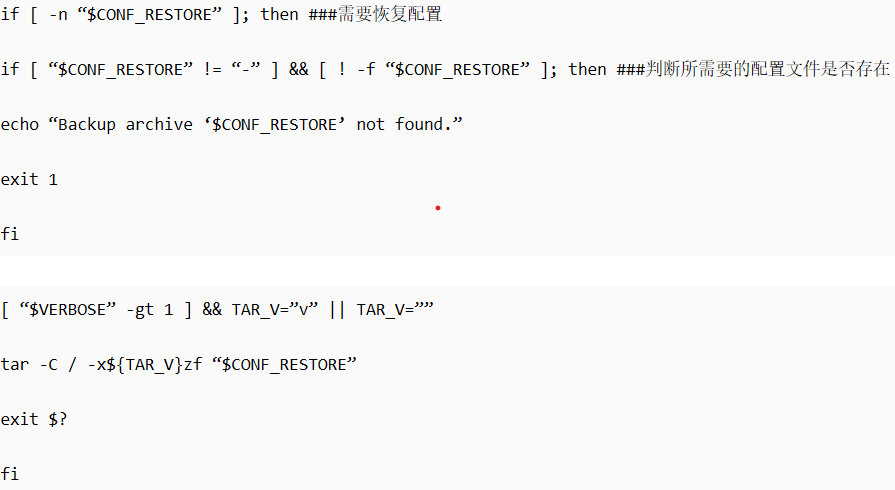 if [ -n “$CONF_RESTORE” ]; then ###需要恢复配置
if [ “$CONF_RESTORE” != “-” ] && [ ! -f “$CONF_RESTORE” ]; then ###判断所需要的配置文件是否存在
echo “Backup archive ‘$CONF_RESTORE’ not found.”
exit 1
fi
[ “$VERBOSE” -gt 1 ] && TAR_V=”v” || TAR_V=””
tar -C / -x${TAR_V}zf “$CONF_RESTORE”
exit $?
fi